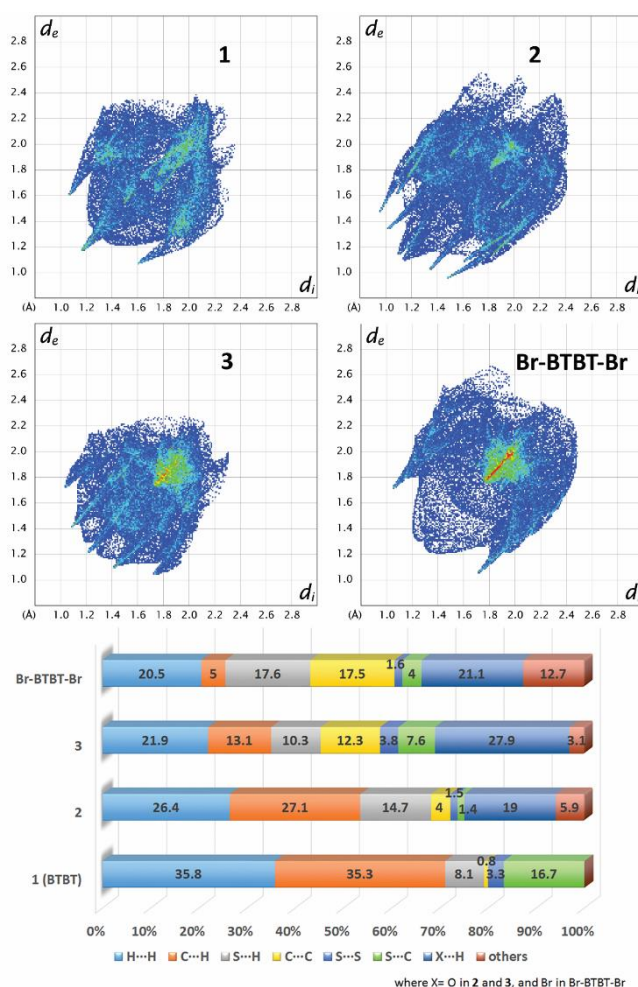 d_e
1
2.8
2.6
2.4
2.2
2.0
1.8
1.6
1.4
1.2
1.0
d_i
(Å) 1.0 1.2 1.4 1.6 1.8 2.0 2.2 2.4 2.6 2.8
d_e
2
2.8
2.6
2.4
2.2
2.0
1.8
1.6
1.4
1.2
1.0
d_i
(Å) 1.0 1.2 1.4 1.6 1.8 2.0 2.2 2.4 2.6 2.8
d_e
3
2.8
2.6
2.4
2.2
2.0
1.8
1.6
1.4
1.2
1.0
d_i
(Å) 1.0 1.2 1.4 1.6 1.8 2.0 2.2 2.4 2.6 2.8
d_e
Br-BTBT-Br
2.8
2.6
2.4
2.2
2.0
1.8
1.6
1.4
1.2
1.0
d_i
(Å) 1.0 1.2 1.4 1.6 1.8 2.0 2.2 2.4 2.6 2.8
Br-BTBT-Br 20.5 5 17.6 17.5 1.6 4 21.1 12.7
3 21.9 13.1 10.3 12.3 3.8 7.6 27.9 3.1
2 26.4 27.1 14.7 4 1.5 1.4 19 5.9
1 (BTBT) 35.8 35.3 8.1 0.8 3.3 16.7
0% 10% 20% 30% 40% 50% 60% 70% 80% 90% 100%
H···H C···H S···H C···C S···S S···C X···H others
where X= O in 2 and 3, and Br in Br-BTBT-Br